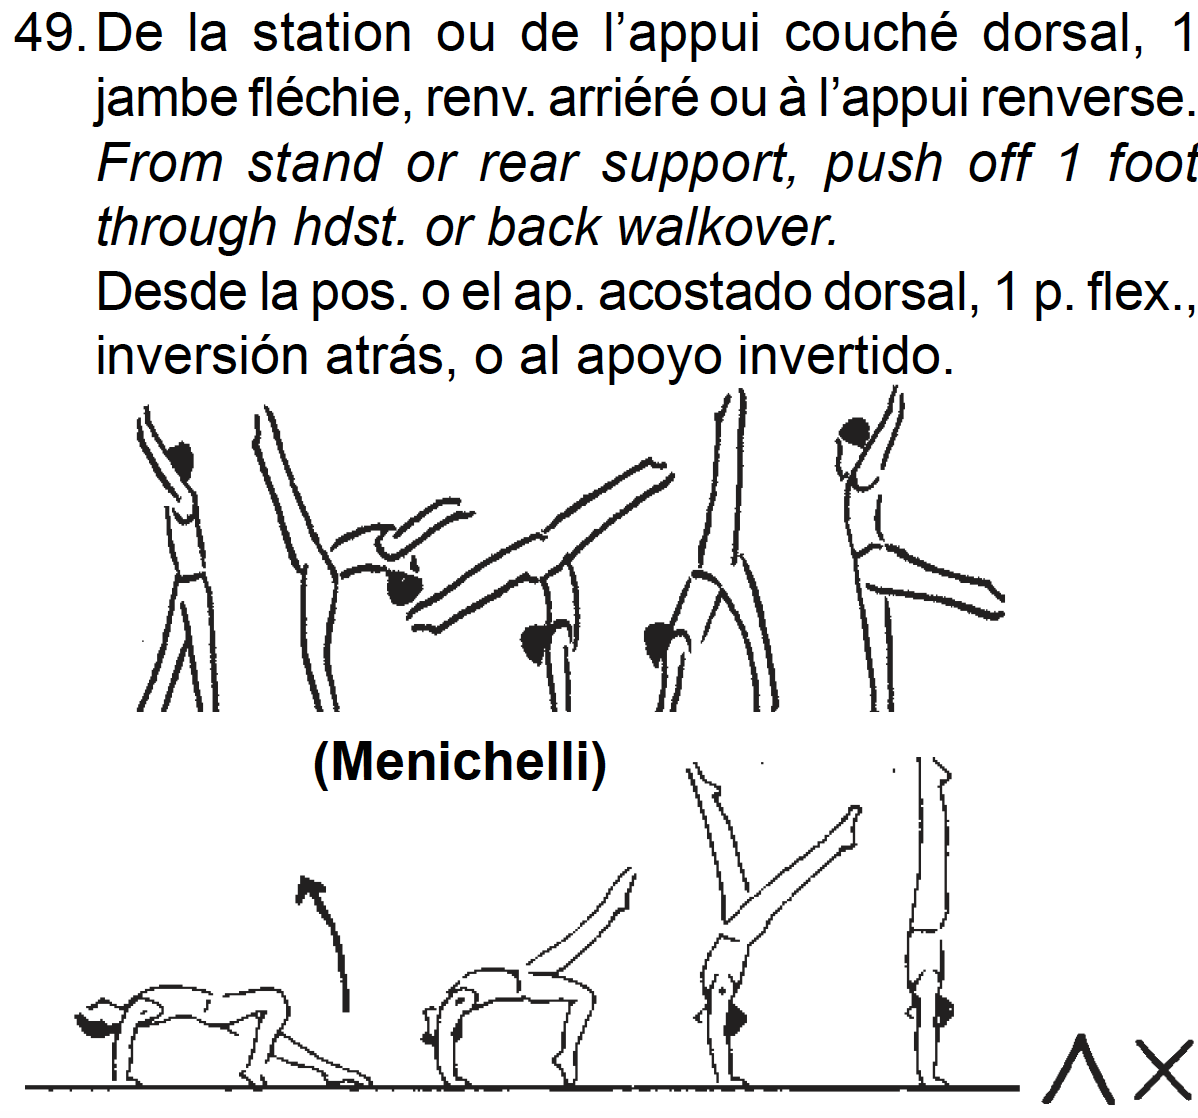 49. De la station ou de l’appui couché dorsal, 1
jambe fléchie, renv. arriéré ou à l’appui renverse.
From stand or rear support, push off 1 foot
through hdst. or back walkover.
Desde la pos. o el ap. acostado dorsal, 1 p. flex.,
inversión atrás, o al apoyo invertido.
(Menichelli)